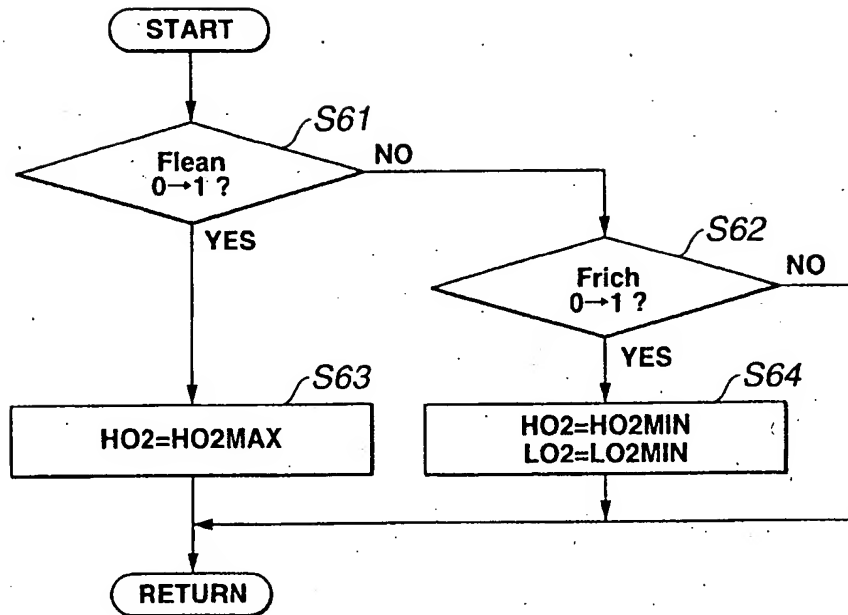 START
S61
Flean
0→1 ?
NO
YES
S62
Frich
0→1 ?
NO
YES
S63
HO2=HO2MAX
S64
HO2=HO2MIN
LO2=LO2MIN
RETURN